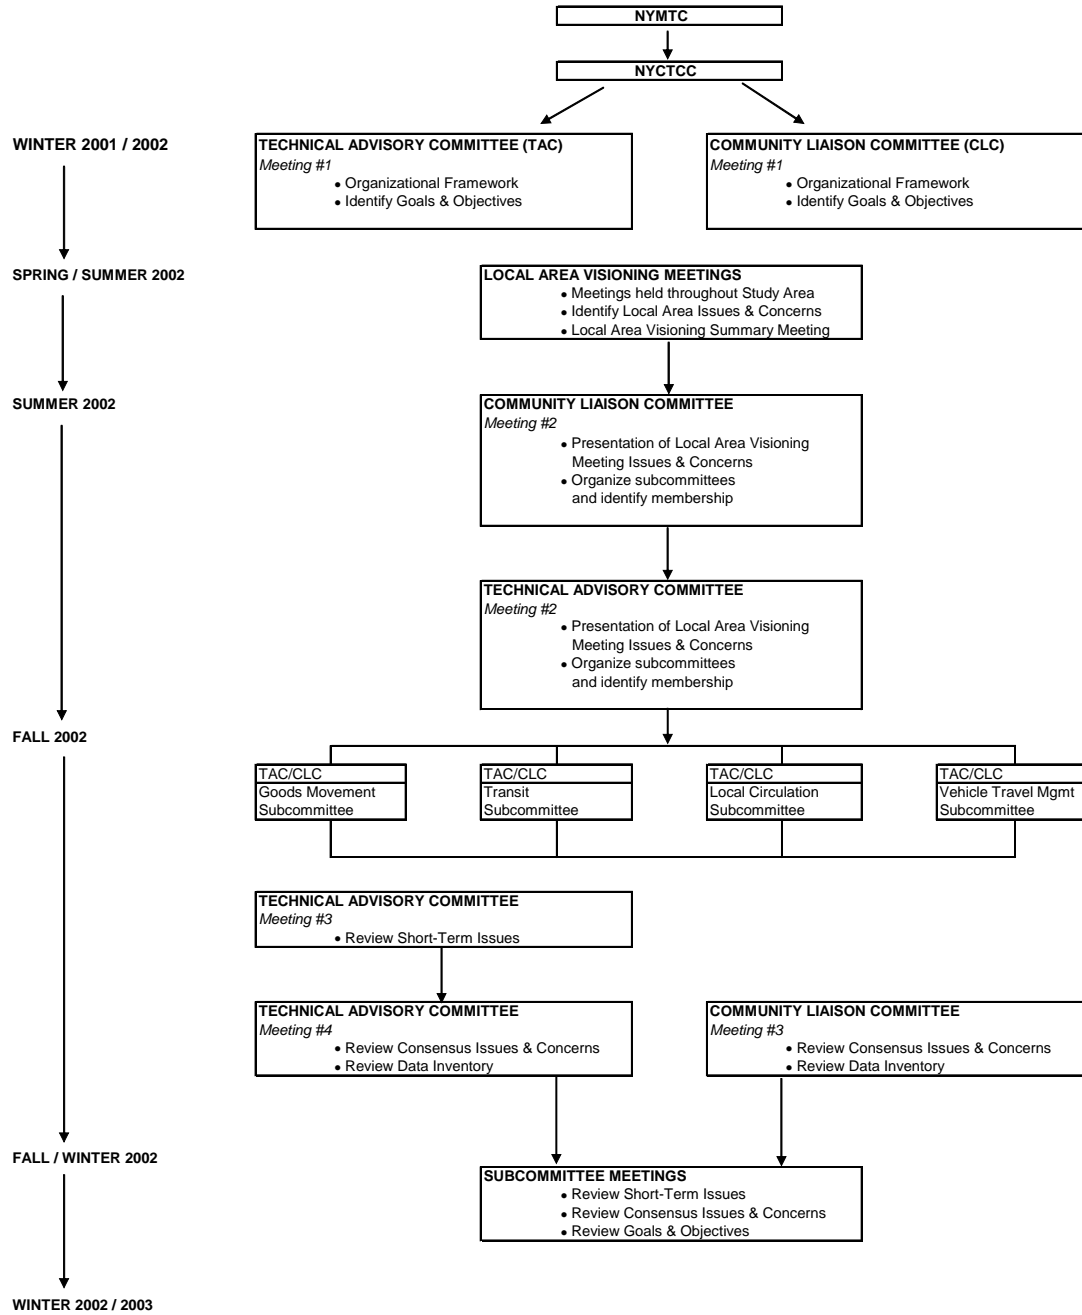 NYMTC
NYCTCC
WINTER 2001 / 2002
TECHNICAL ADVISORY COMMITTEE (TAC)
Meeting #1
• Organizational Framework
• Identify Goals & Objectives
COMMUNITY LIAISON COMMITTEE (CLC)
Meeting #1
• Organizational Framework
• Identify Goals & Objectives
SPRING / SUMMER 2002
LOCAL AREA VISIONING MEETINGS
• Meetings held throughout Study Area
• Identify Local Area Issues & Concerns
• Local Area Visioning Summary Meeting
SUMMER 2002
COMMUNITY LIAISON COMMITTEE
Meeting #2
• Presentation of Local Area Visioning
Meeting Issues & Concerns
• Organize subcommittees
and identify membership
TECHNICAL ADVISORY COMMITTEE
Meeting #2
• Presentation of Local Area Visioning
Meeting Issues & Concerns
• Organize subcommittees
and identify membership
FALL 2002
TAC/CLC
Goods Movement
Subcommittee
TAC/CLC
Transit
Subcommittee
TAC/CLC
Local Circulation
Subcommittee
TAC/CLC
Vehicle Travel Mgmt
Subcommittee
TECHNICAL ADVISORY COMMITTEE
Meeting #3
• Review Short-Term Issues
TECHNICAL ADVISORY COMMITTEE
Meeting #4
• Review Consensus Issues & Concerns
• Review Data Inventory
COMMUNITY LIAISON COMMITTEE
Meeting #3
• Review Consensus Issues & Concerns
• Review Data Inventory
FALL / WINTER 2002
SUBCOMMITTEE MEETINGS
• Review Short-Term Issues
• Review Consensus Issues & Concerns
• Review Goals & Objectives
WINTER 2002 / 2003